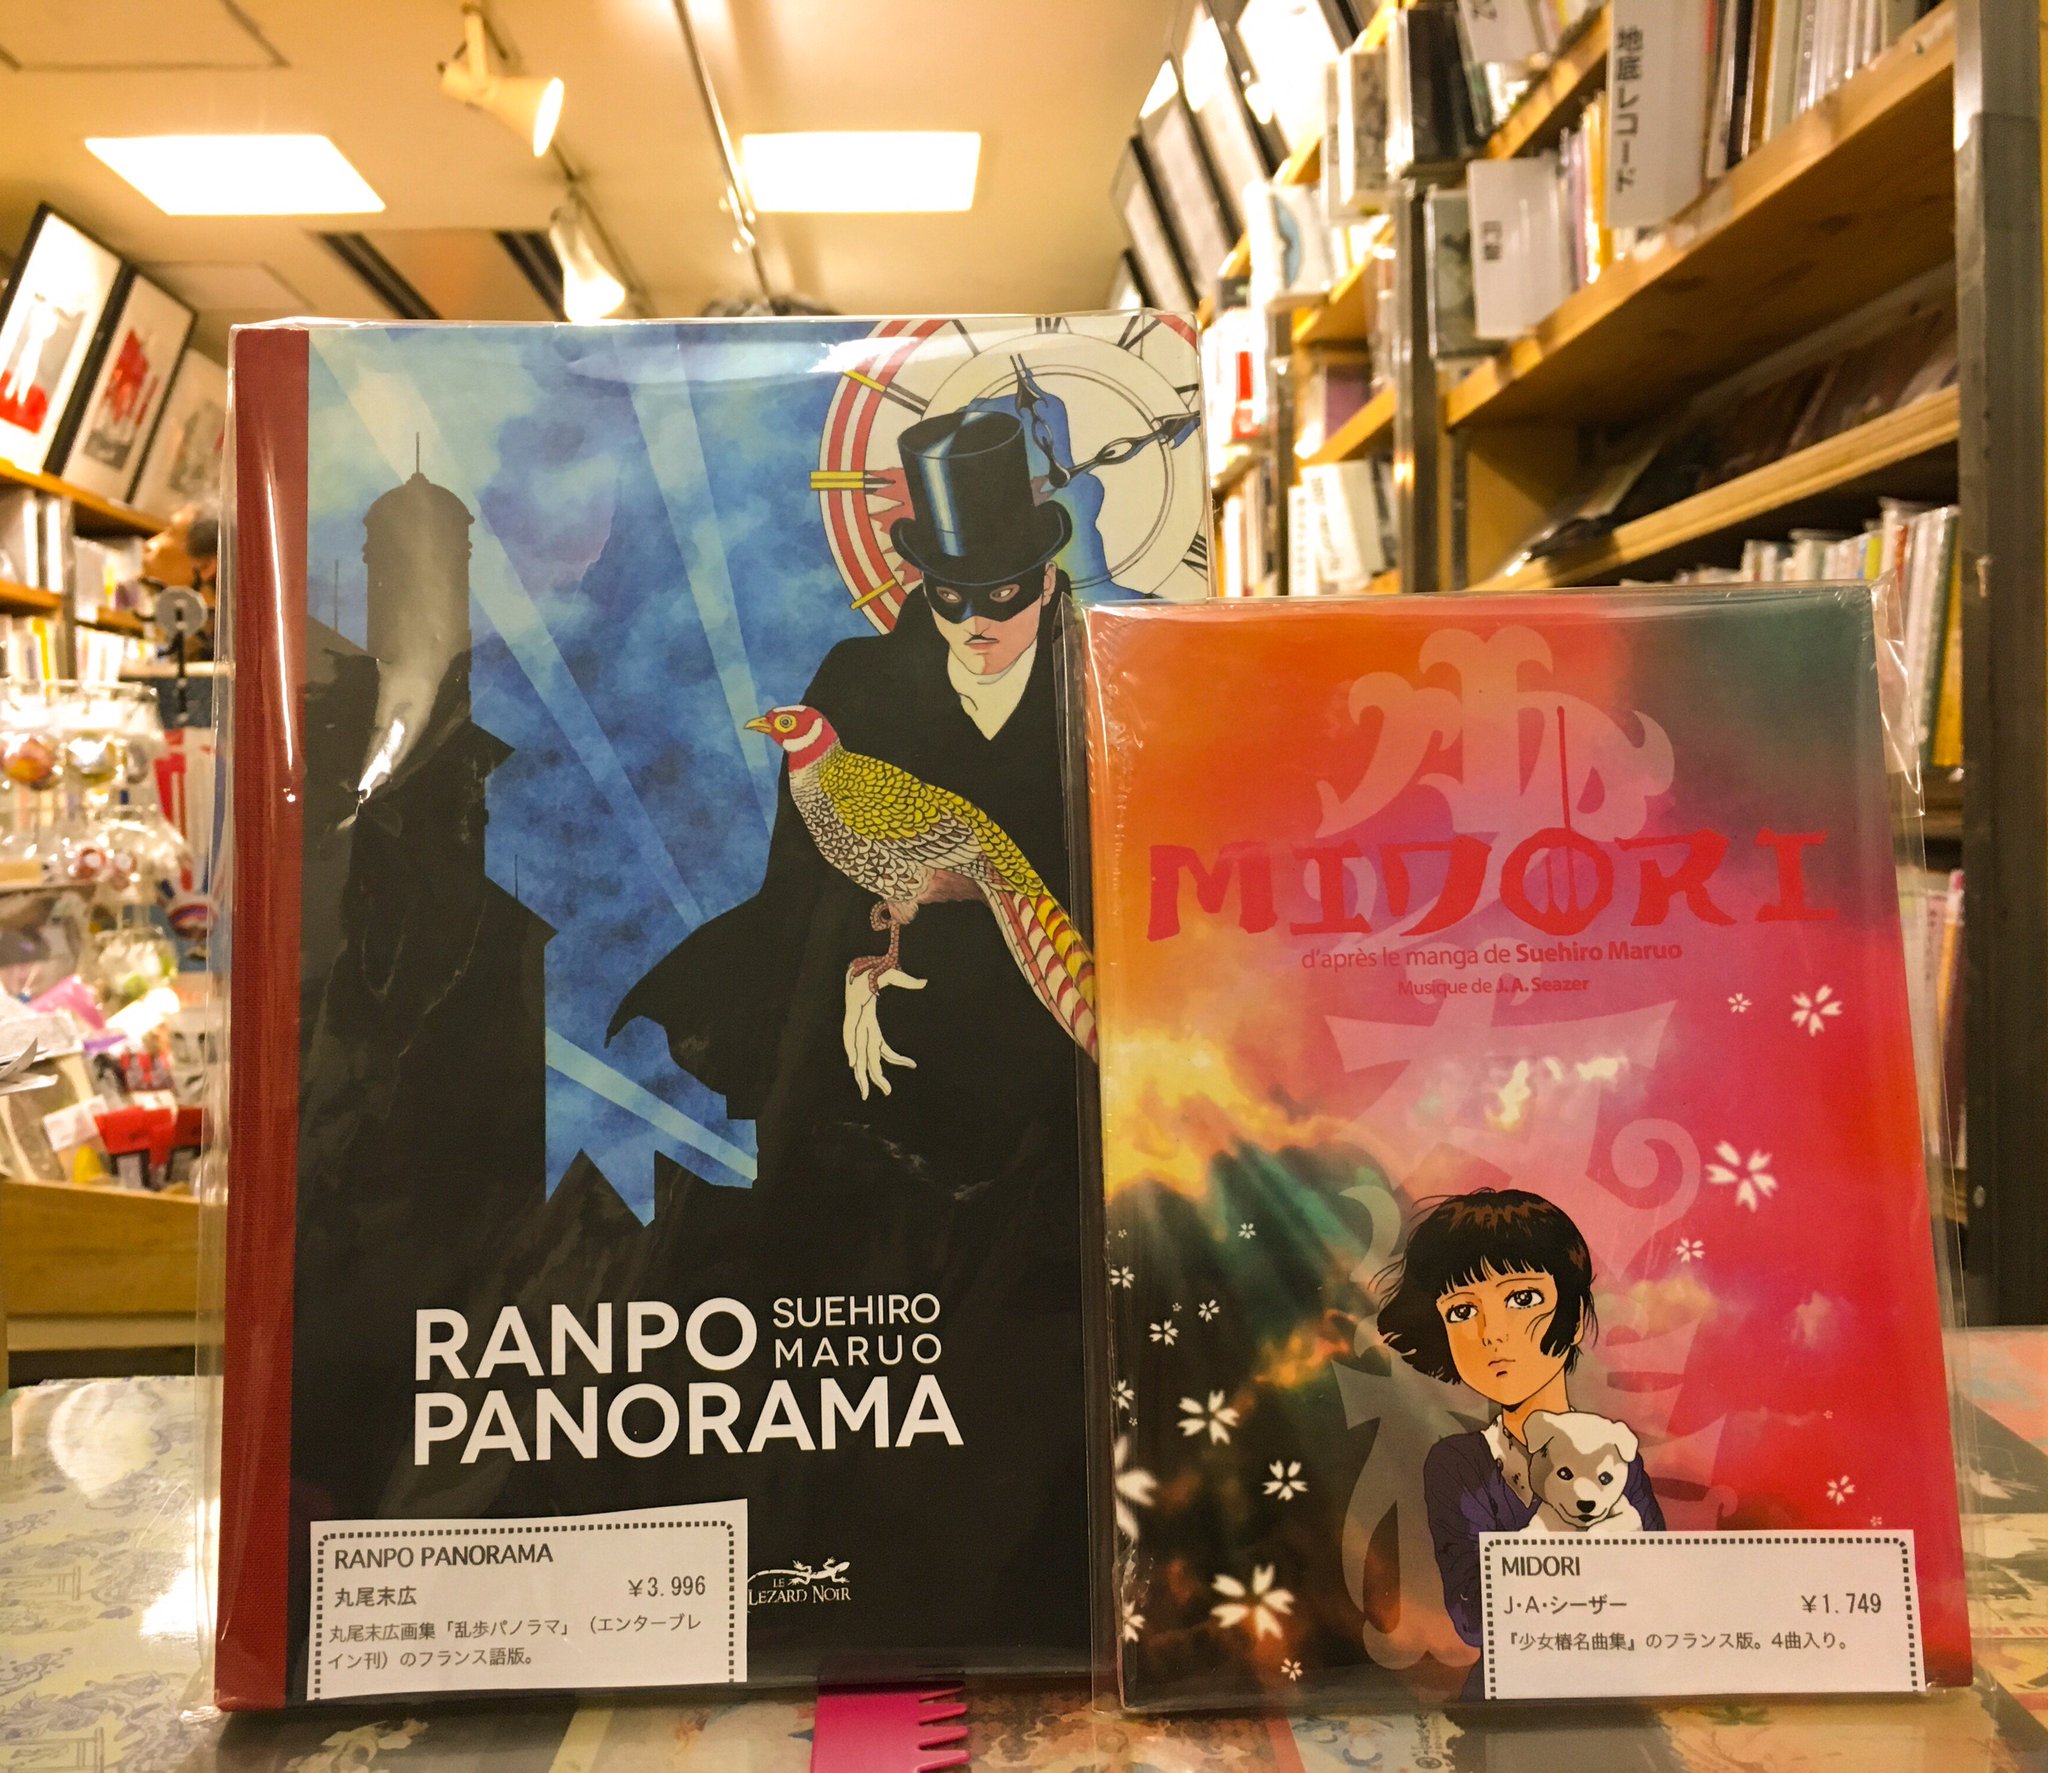 地底レコード
RANPO SUEHIRO
MARUO
PANORAMA
LE
LEZARD NOIR
RANPO PANORAMA
丸尾末広 ￥3.996
丸尾末広画集「乱歩パノラマ」（エンターブレ
イン刊）のフランス語版。
MIDORI
d'après le manga de Suehiro Maruo
Musique de J. A. Seazer
MIDORI
J・A・シーザー ￥1.749
『少女椿名曲集』のフランス版。4曲入り。